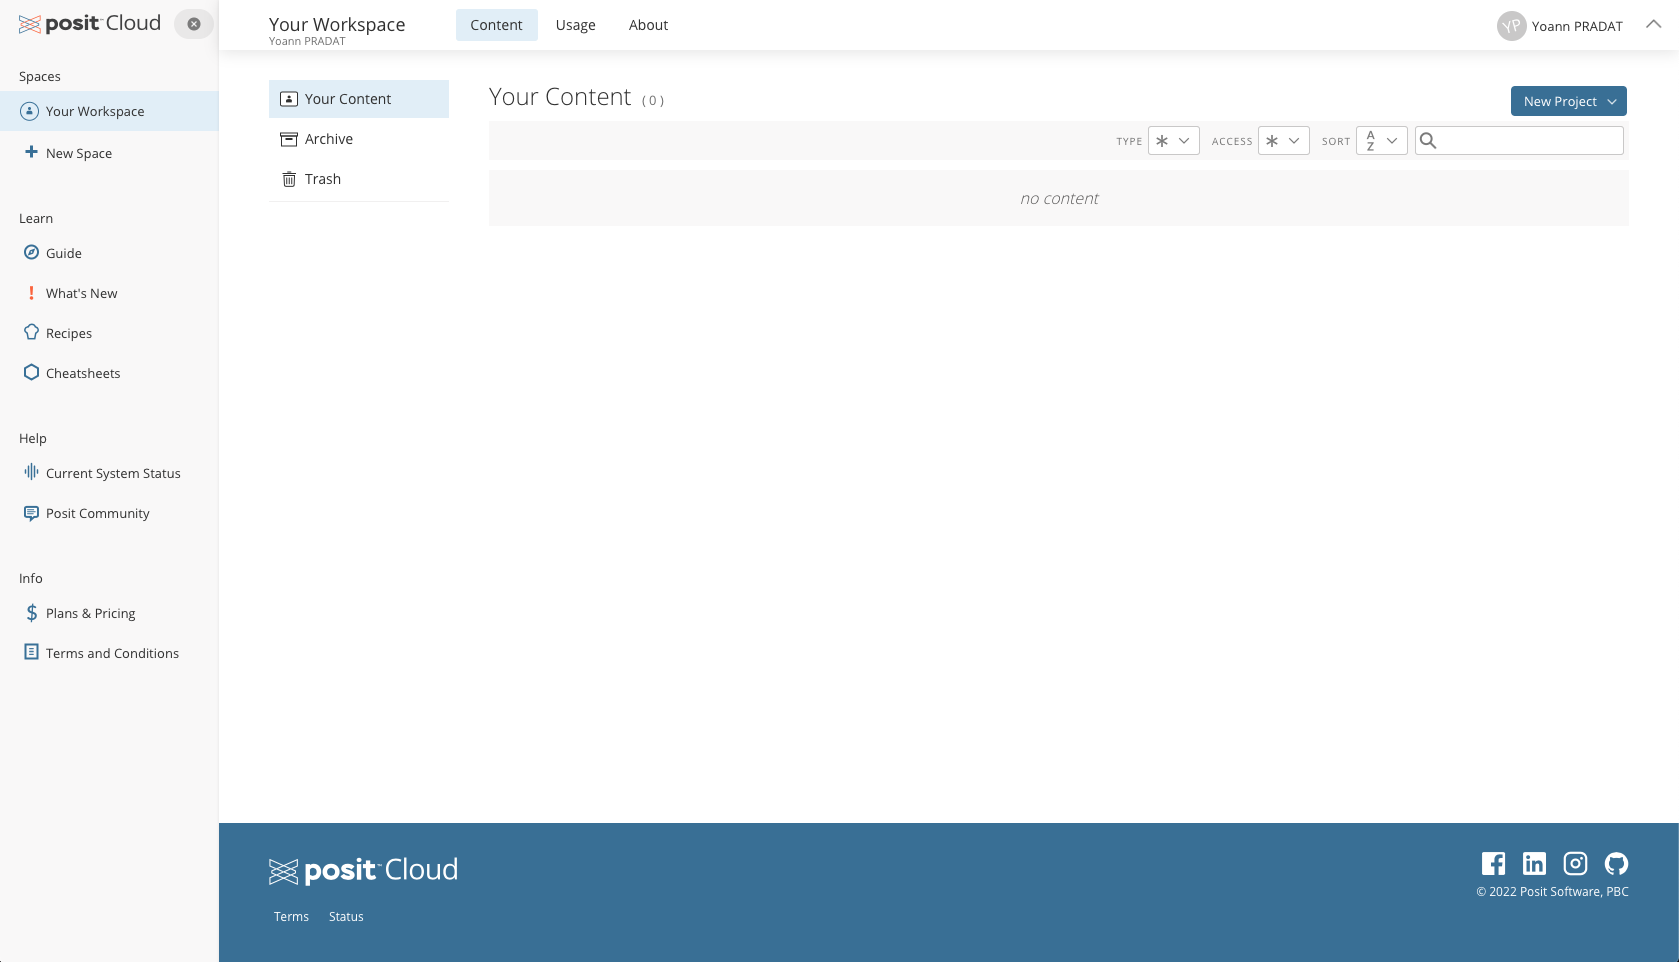 posit™ Cloud
Spaces
Your Workspace
New Space
Learn
Guide
What's New
Recipes
Cheatsheets
Help
Current System Status
Posit Community
Info
Plans & Pricing
Terms and Conditions
Your Workspace
Yoann PRADAT
Content Usage About
YP Yoann PRADAT
Your Content
Archive
Trash
Your Content ( 0 )
New Project
TYPE ACCESS SORT A Z
no content
posit™ Cloud
Terms Status
© 2022 Posit Software, PBC